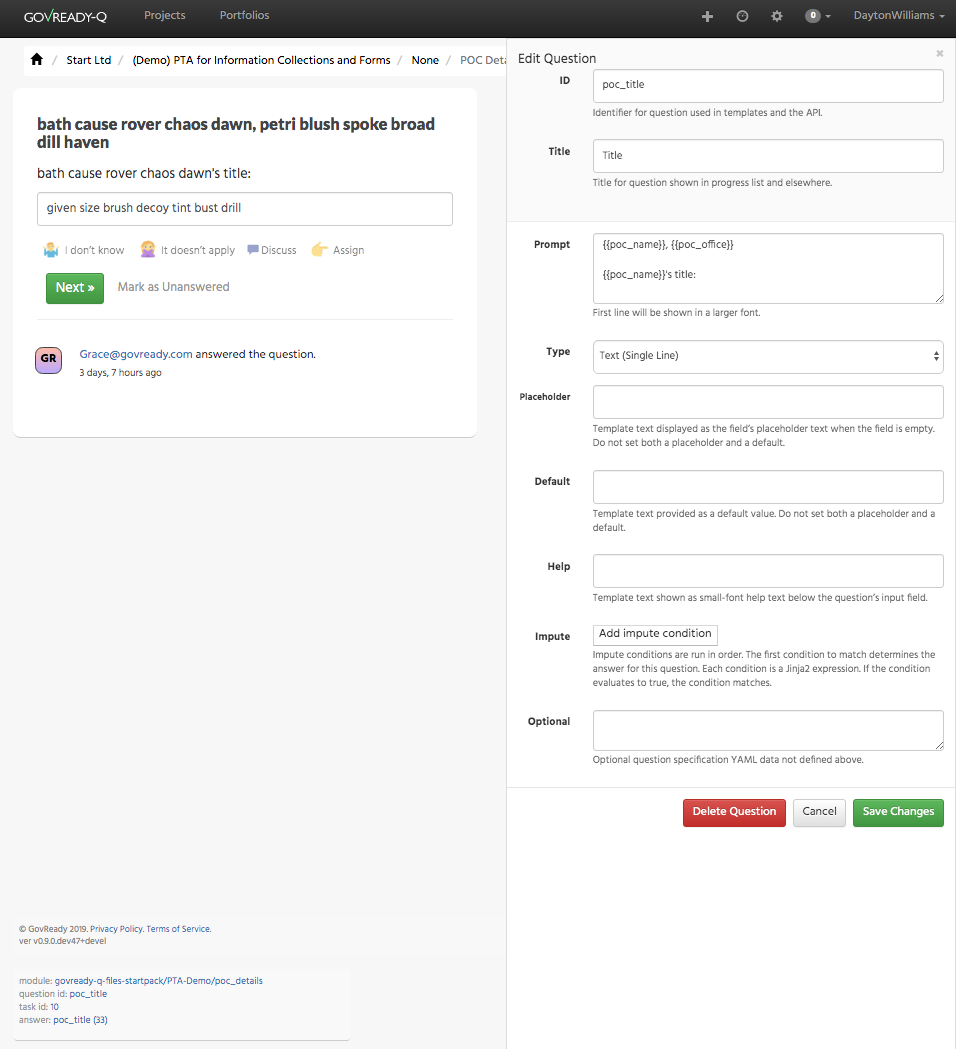 GOVREADY-Q Projects Portfolios 0 DaytonWilliams
/ Start Ltd / (Demo) PTA for Information Collections and Forms / None / POC Deta
bath cause rover chaos dawn, petri blush spoke broad
dill haven
bath cause rover chaos dawn's title:
given size brush decoy tint bust drill
I don't know It doesn't apply Discuss Assign
Next » Mark as Unanswered
GR Grace@govready.com answered the question.
3 days, 7 hours ago
© GovReady 2019. Privacy Policy. Terms of Service.
ver v0.9.0.dev47+devel
module: govready-q-files-startpack/PTA-Demo/poc_details
question id: poc_title
task id: 10
answer: poc_title (33)
Edit Question ×
ID poc_title
Identifier for question used in templates and the API.
Title Title
Title for question shown in progress list and elsewhere.
Prompt {{poc_name}}, {{poc_office}}
{{poc_name}}'s title:
First line will be shown in a larger font.
Type Text (Single Line)
Placeholder
Template text displayed as the field's placeholder text when the field is empty.
Do not set both a placeholder and a default.
Default
Template text provided as a default value. Do not set both a placeholder and a
default.
Help
Template text shown as small-font help text below the question's input field.
Impute Add impute condition
Impute conditions are run in order. The first condition to match determines the
answer for this question. Each condition is a Jinja2 expression. If the condition
evaluates to true, the condition matches.
Optional
Optional question specification YAML data not defined above.
Delete Question Cancel Save Changes